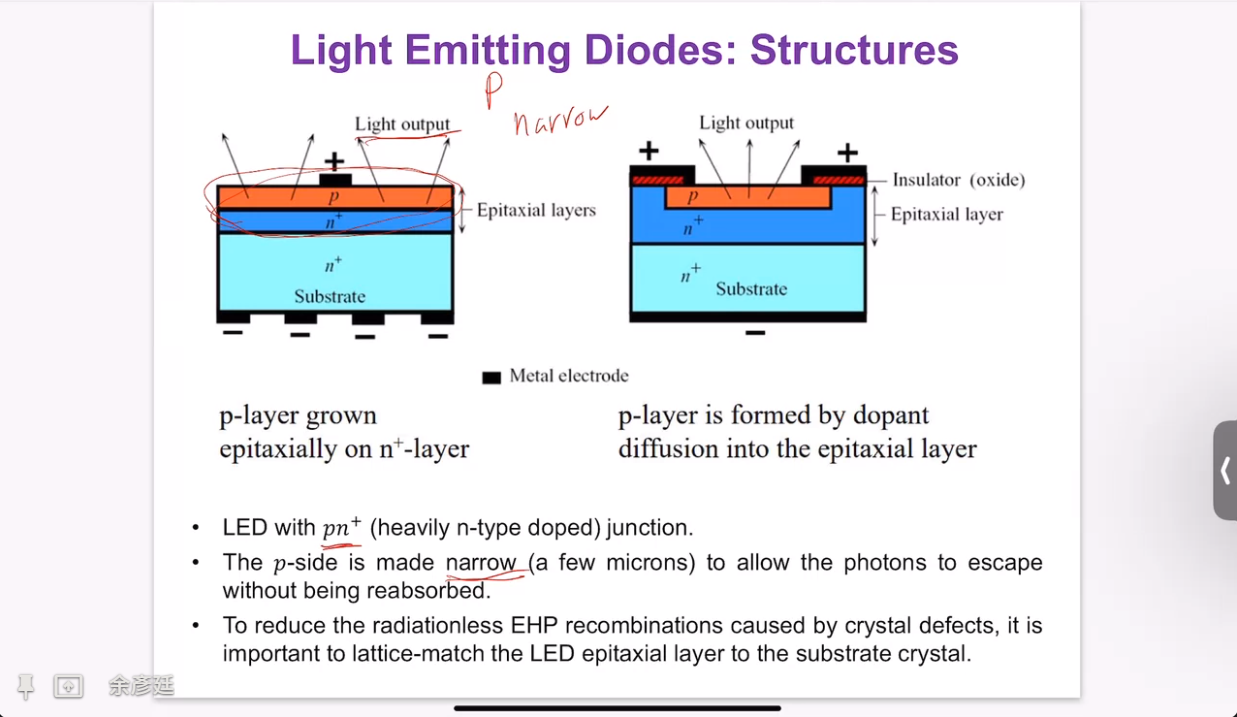 Light Emitting Diodes: Structures
P
narrow
Light output
+
p
n+
Epitaxial layers
n+
Substrate
− − − −
Light output
+ +
Insulator (oxide)
p
Epitaxial layer
n+
n+
Substrate
−
Metal electrode
p-layer grown
epitaxially on n+-layer
p-layer is formed by dopant
diffusion into the epitaxial layer
• LED with pn+ (heavily n-type doped) junction.
• The p-side is made narrow (a few microns) to allow the photons to escape
without being reabsorbed.
• To reduce the radiationless EHP recombinations caused by crystal defects, it is
important to lattice-match the LED epitaxial layer to the substrate crystal.
余彥廷